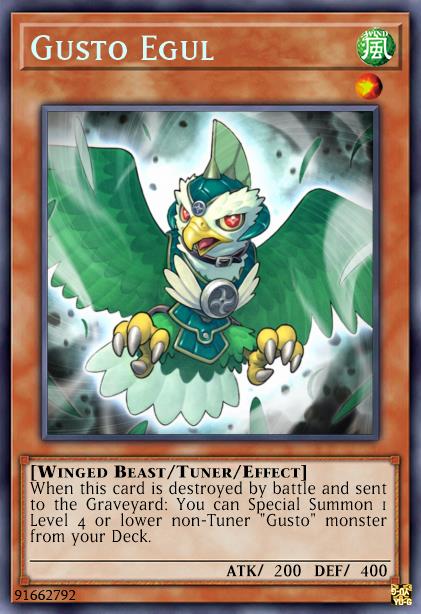 Gusto Egul
WIND
風
[Winged Beast/Tuner/Effect]
When this card is destroyed by battle and sent
to the Graveyard: You can Special Summon 1
Level 4 or lower non-Tuner "Gusto" monster
from your Deck.
ATK/ 200 DEF/ 400
91662792